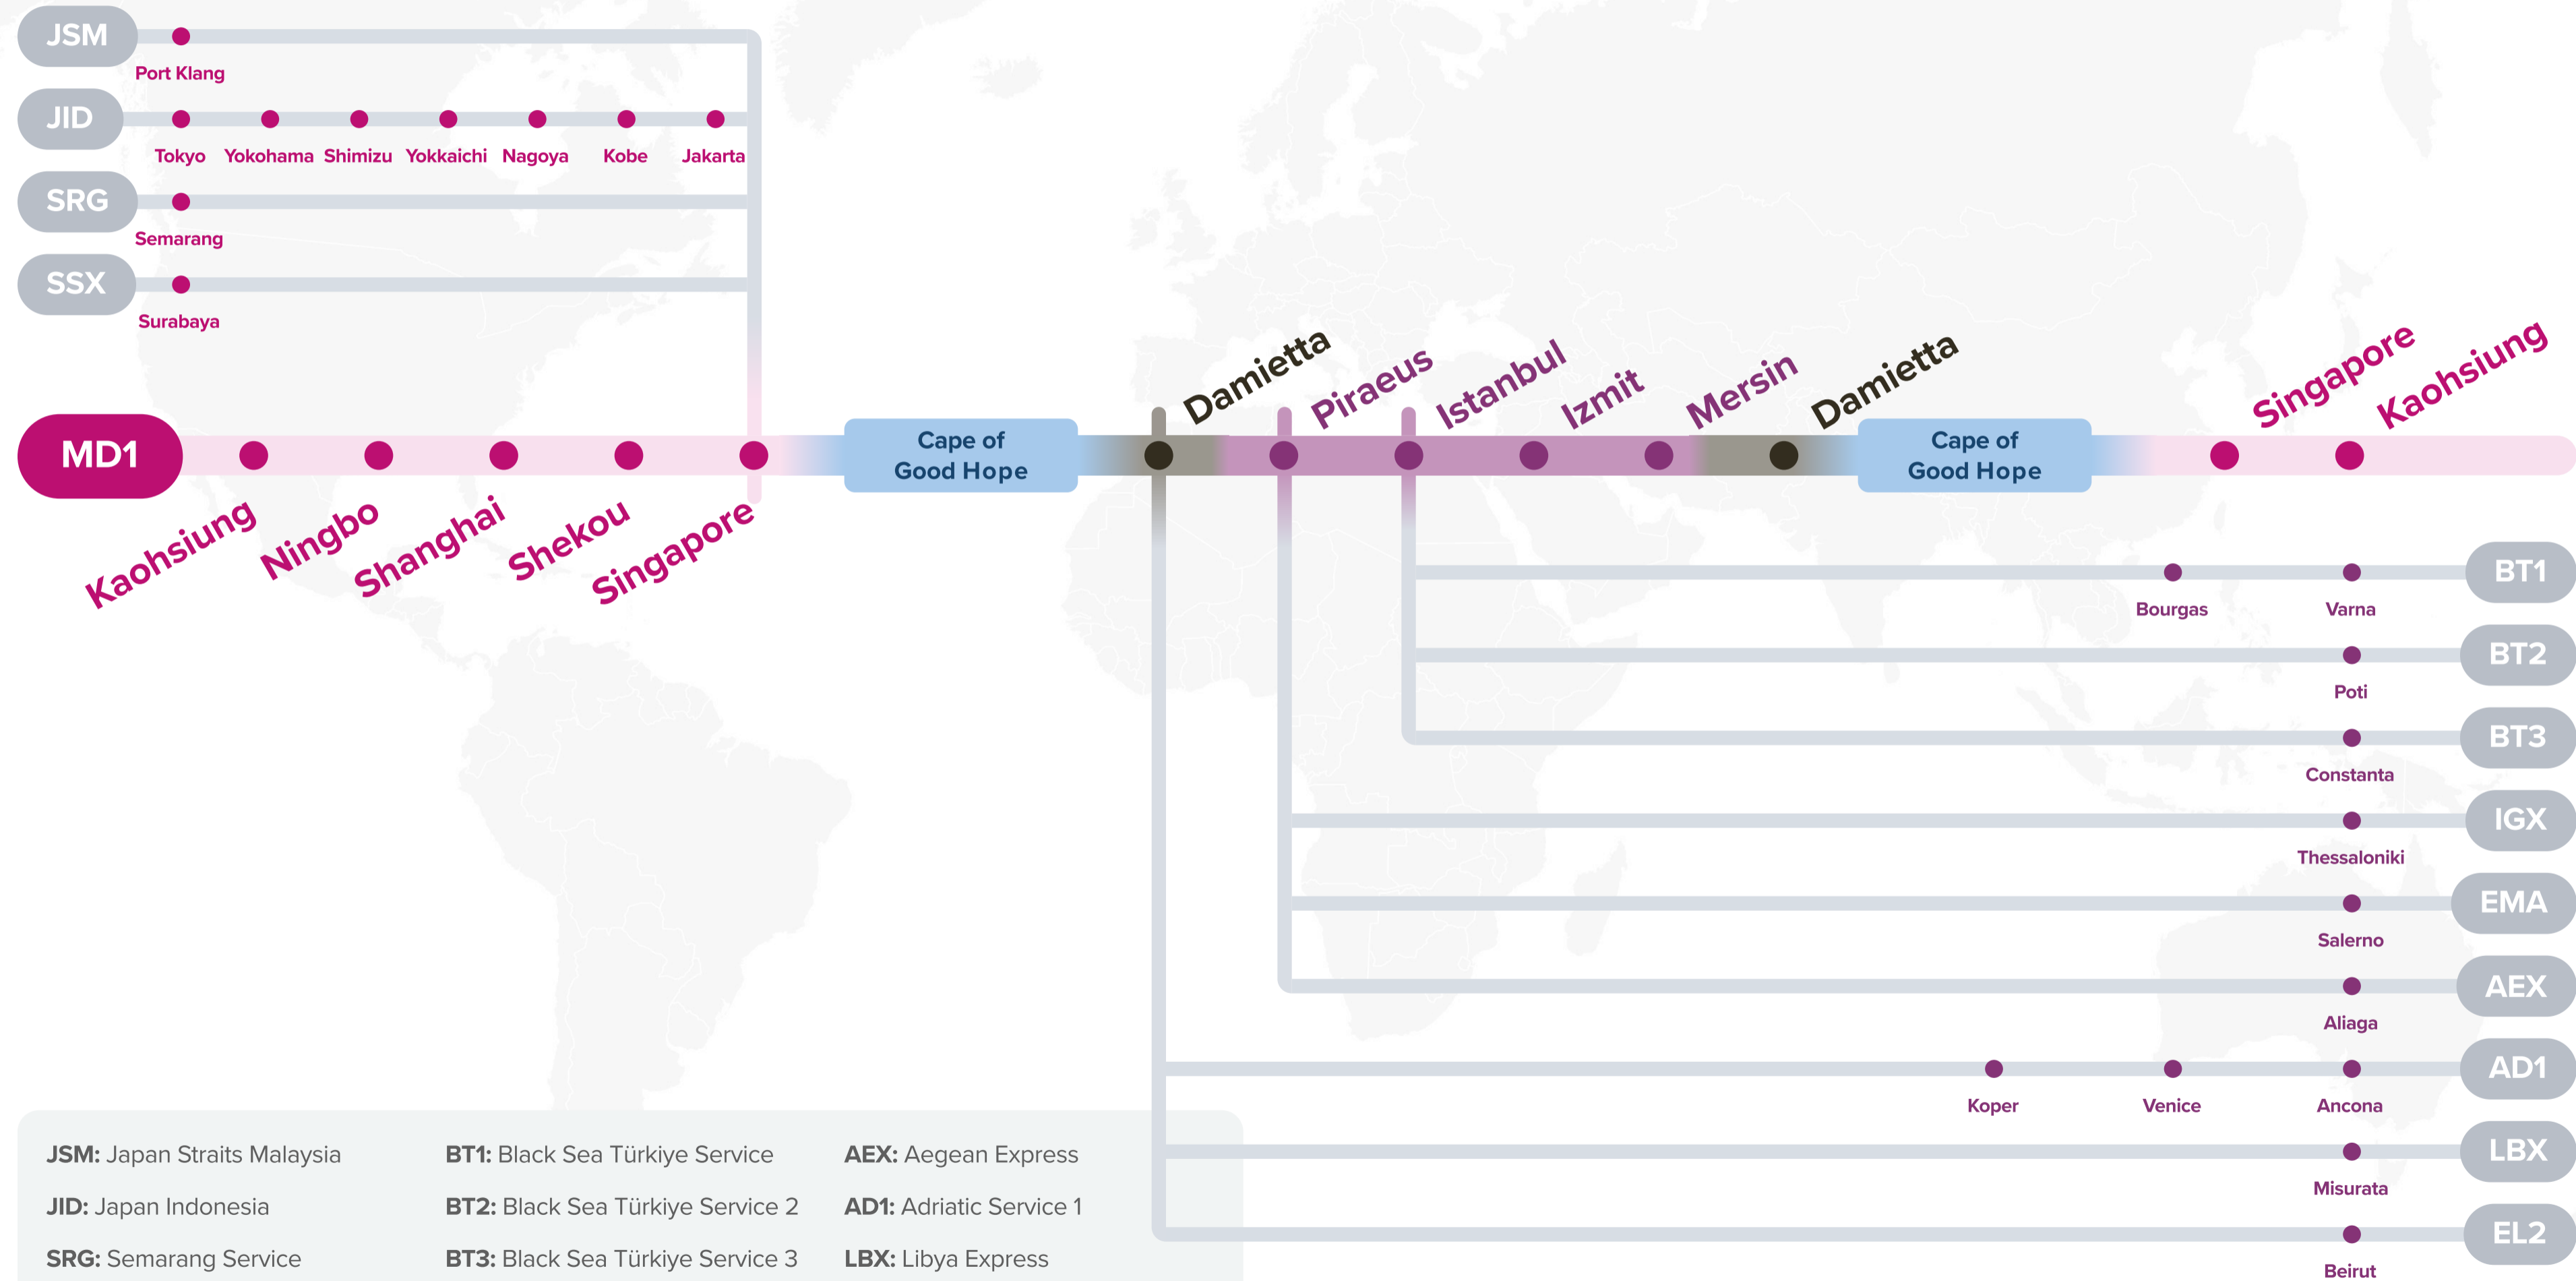 JSM
Port Klang
JID
Tokyo Yokohama Shimizu Yokkaichi Nagoya Kobe Jakarta
SRG
Semarang
SSX
Surabaya
MD1
Kaohsiung
Ningbo
Shanghai
Shekou
Singapore
Cape of
Good Hope
Damietta
Piraeus
Istanbul
Izmit
Mersin
Damietta
Cape of
Good Hope
Singapore
Kaohsiung
BT1
Bourgas Varna
BT2
Poti
BT3
Constanta
IGX
Thessaloniki
EMA
Salerno
AEX
Aliaga
AD1
Koper Venice Ancona
LBX
Misurata
EL2
Beirut
JSM: Japan Straits Malaysia
JID: Japan Indonesia
SRG: Semarang Service
BT1: Black Sea Türkiye Service
BT2: Black Sea Türkiye Service 2
BT3: Black Sea Türkiye Service 3
AEX: Aegean Express
AD1: Adriatic Service 1
LBX: Libya Express